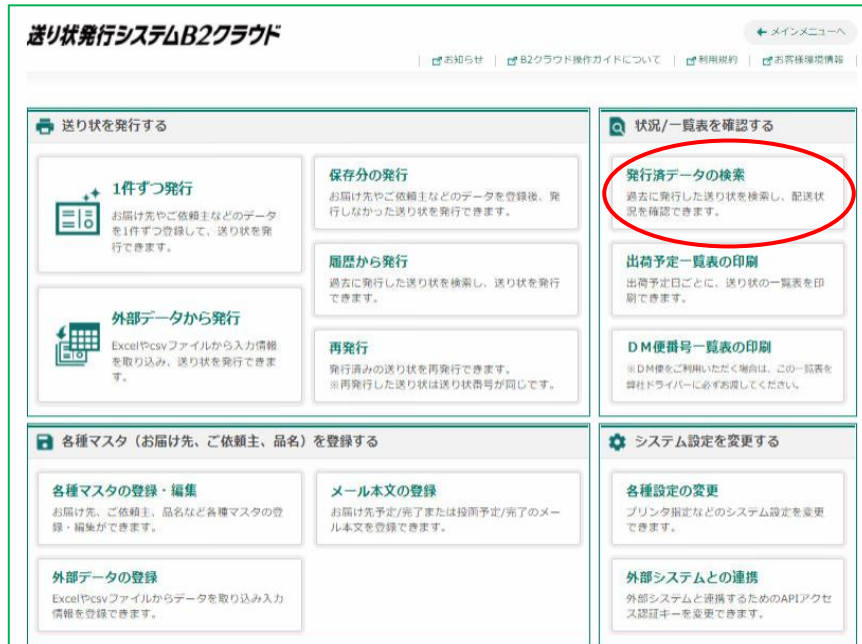 送り状発行システムB2クラウド
メインメニューへ
お知らせ
B2クラウド操作ガイドについて
利用規約
お客様環境情報
送り状を発行する
1件ずつ発行
お届け先やご依頼主などのデータ
を1件ずつ登録して、送り状を発
行できます。
外部データから発行
Excelやcsvファイルから入力情報
を取り込み、送り状を発行できま
す。
保存分の発行
お届け先やご依頼主などのデータを登録後、発
行しなかった送り状を発行できます。
履歴から発行
過去に発行した送り状を検索し、送り状を発行
できます。
再発行
発行済みの送り状を再発行できます。
※再発行した送り状は送り状番号が同じです。
状況/一覧表を確認する
発行済データの検索
過去に発行した送り状を検索し、配送状
況を確認できます。
出荷予定一覧表の印刷
出荷予定日ごとに、送り状の一覧表を印
刷できます。
DM便番号一覧表の印刷
※DM便をご利用いただく場合は、この一覧表を
弊社ドライバーに必ずお渡してください。
各種マスタ（お届け先、ご依頼主、品名）を登録する
各種マスタの登録・編集
お届け先、ご依頼主、品名など各種マスタの登
録・編集ができます。
メール本文の登録
お届け先予定/完了または投函予定/完了のメー
ル本文を登録できます。
外部データの登録
Excelやcsvファイルからデータを取り込み入力
情報を登録できます。
システム設定を変更する
各種設定の変更
プリンタ指定などのシステム設定を変更
できます。
外部システムとの連携
外部システムと連携するためのAPIアクセ
ス認証キーを変更できます。